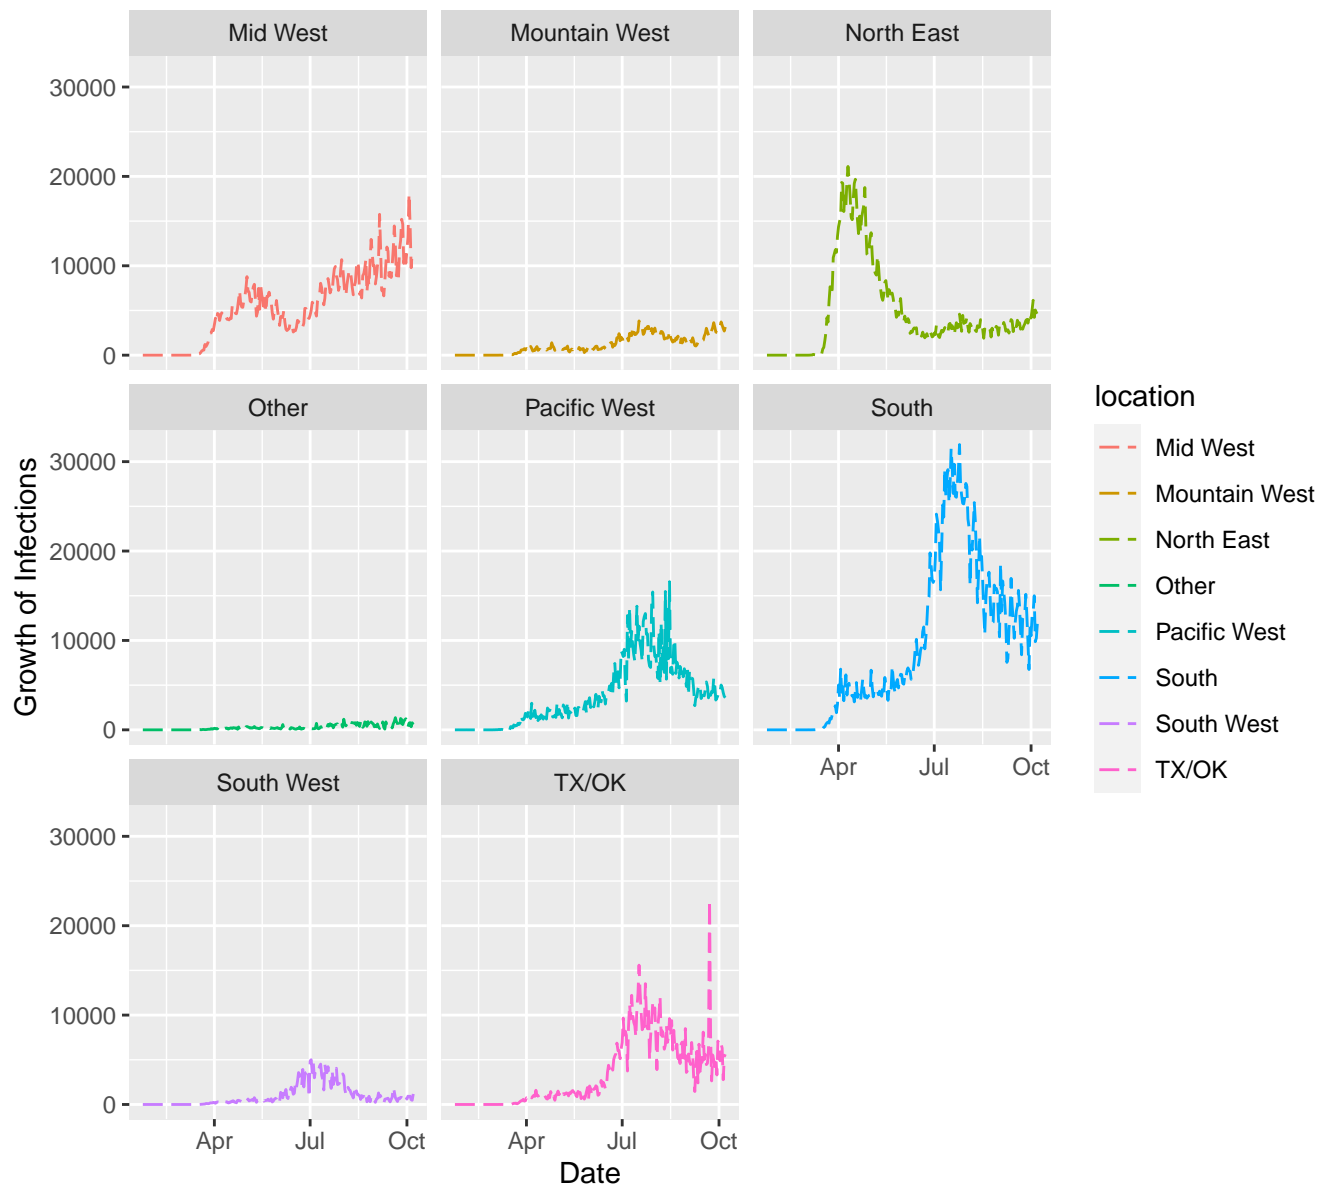 Mid West
Mountain West
North East
30000
20000
10000
0
Other
Pacific West
South
30000
20000
10000
0
Apr
Jul
Oct
South West
TX/OK
30000
20000
10000
0
Apr
Jul
Oct
Apr
Jul
Oct
Date
Growth of Infections
location
Mid West
Mountain West
North East
Other
Pacific West
South
South West
TX/OK